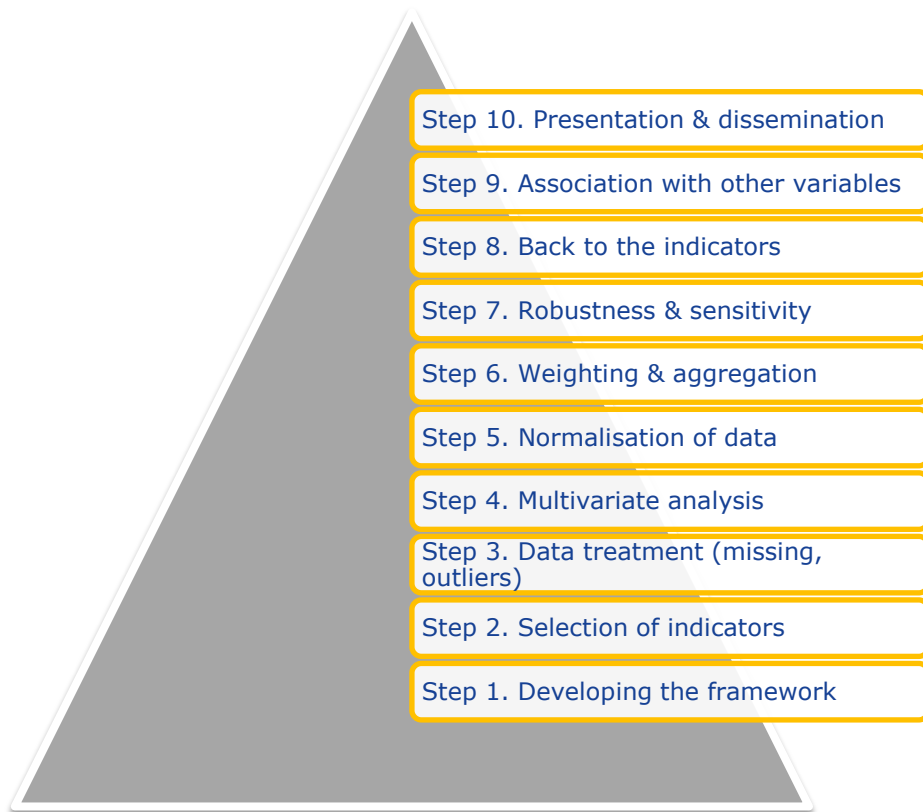 Step 10. Presentation & dissemination
Step 9. Association with other variables
Step 8. Back to the indicators
Step 7. Robustness & sensitivity
Step 6. Weighting & aggregation
Step 5. Normalisation of data
Step 4. Multivariate analysis
Step 3. Data treatment (missing,
outliers)
Step 2. Selection of indicators
Step 1. Developing the framework